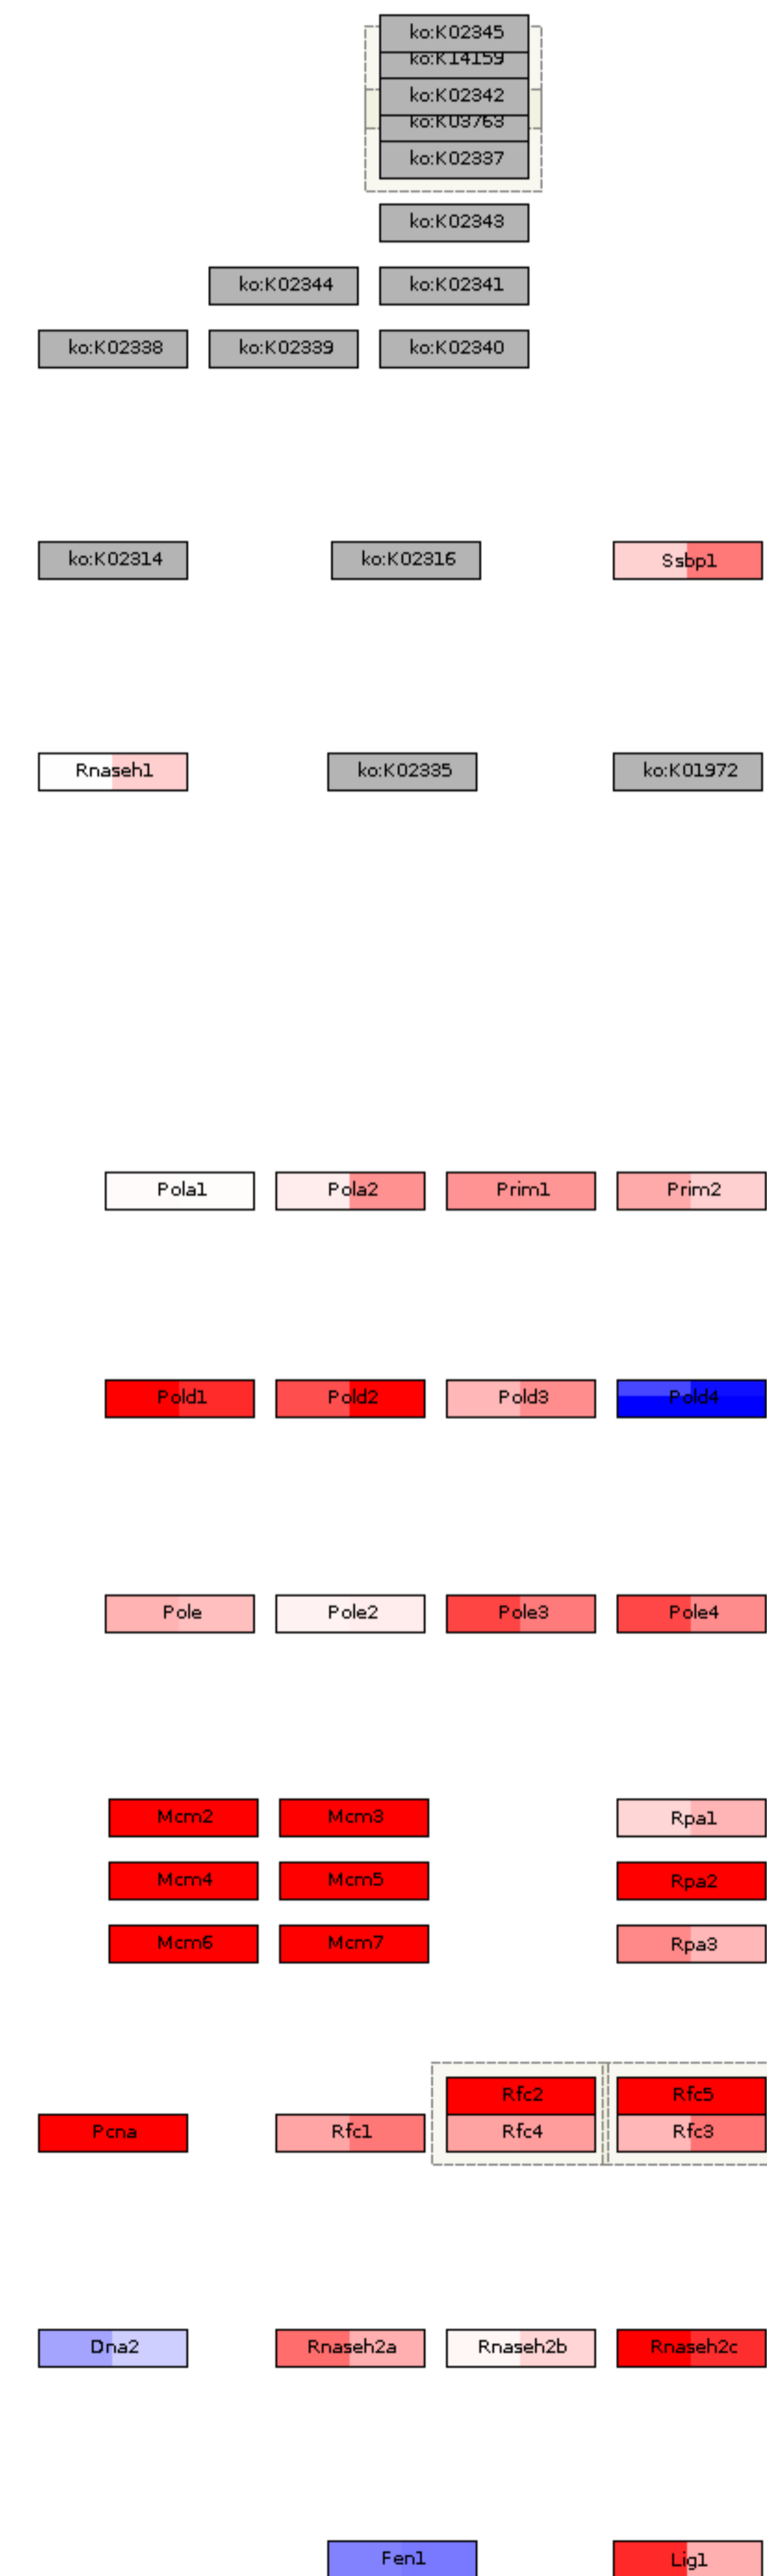 ko:K02345
ko:K14159
ko:K02342
ko:K03763
ko:K02337
ko:K02343
ko:K02344 ko:K02341
ko:K02338 ko:K02339 ko:K02340
ko:K02314 ko:K02316 Ssbp1
Rnaseh1 ko:K02335 ko:K01972
Pola1 Pola2 Prim1 Prim2
Pold1 Pold2 Pold3 Pold4
Pole Pole2 Pole3 Pole4
Mcm2 Mcm3 Rpa1
Mcm4 Mcm5 Rpa2
Mcm6 Mcm7 Rpa3
Rfc2 Rfc5
Pcna Rfc1 Rfc4 Rfc3
Dna2 Rnaseh2a Rnaseh2b Rnaseh2c
Fen1 Lig1